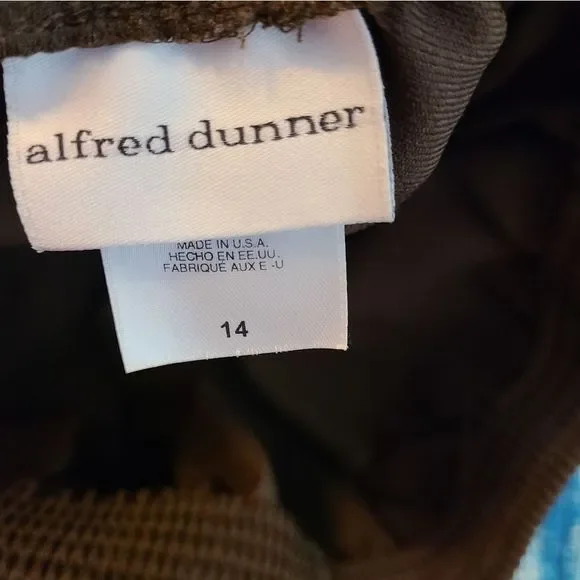 alfred dunner
MADE IN U.S.A.
HECHO EN EE.UU.
FABRIQUÉ AUX E -U
14